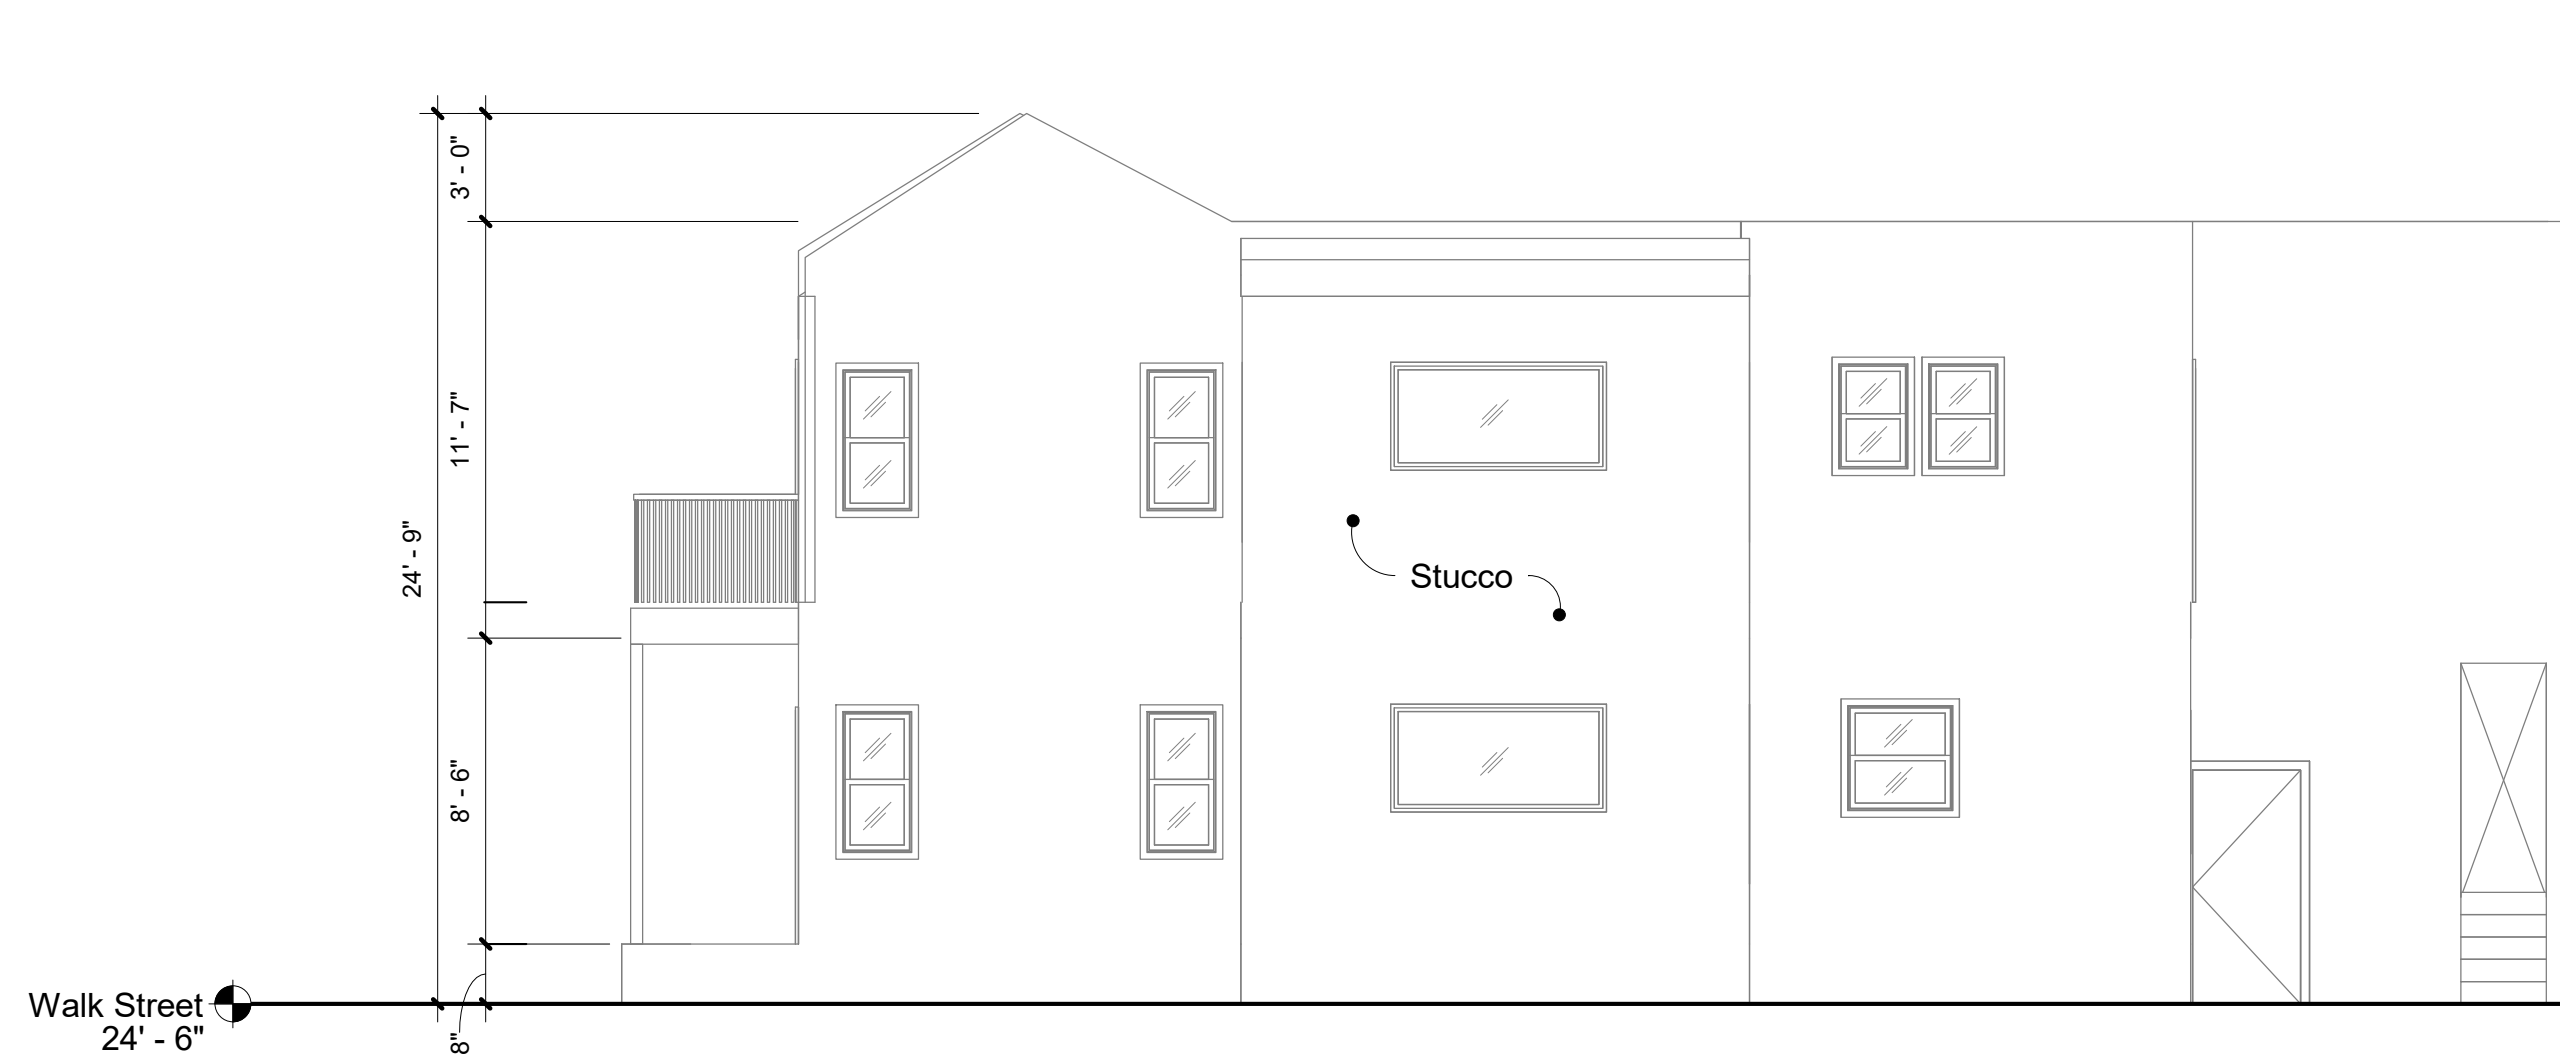 3' - 0"
11' - 7"
24' - 9"
Stucco
8' - 6"
Walk Street
24' - 6"
8"